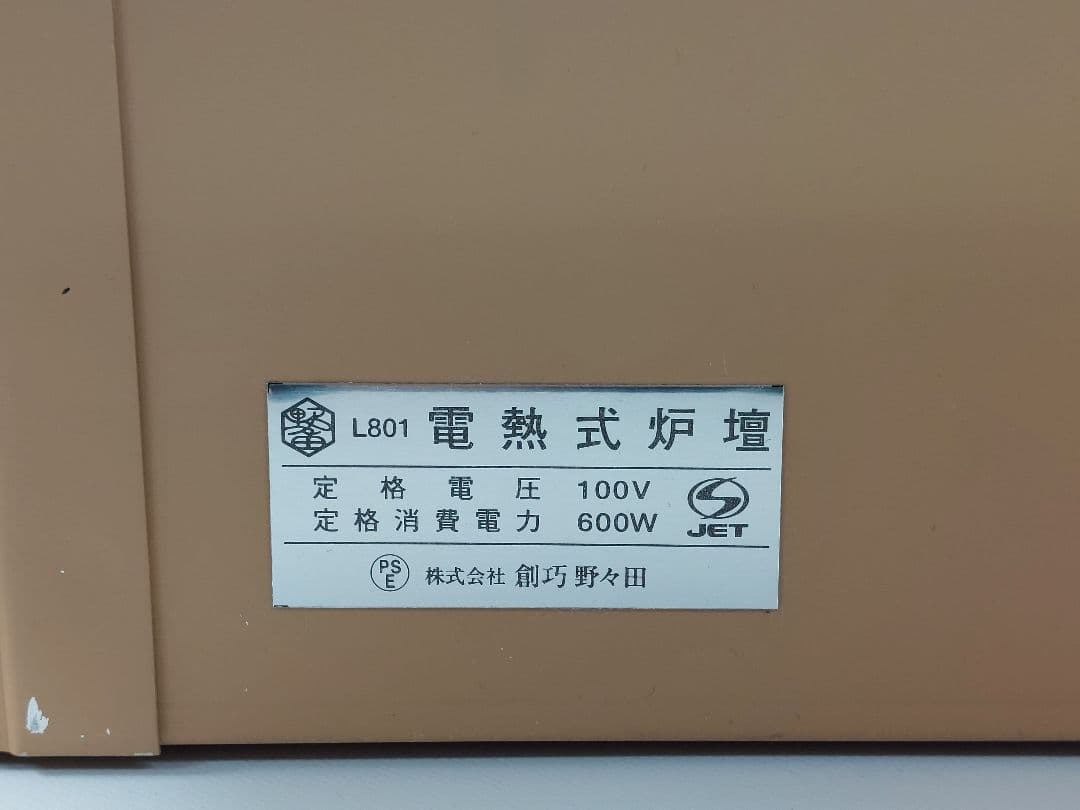 L801 電熱式炉壇
定格電圧 100V
定格消費電力 600W
JET
PSE 株式会社 創巧 野々田